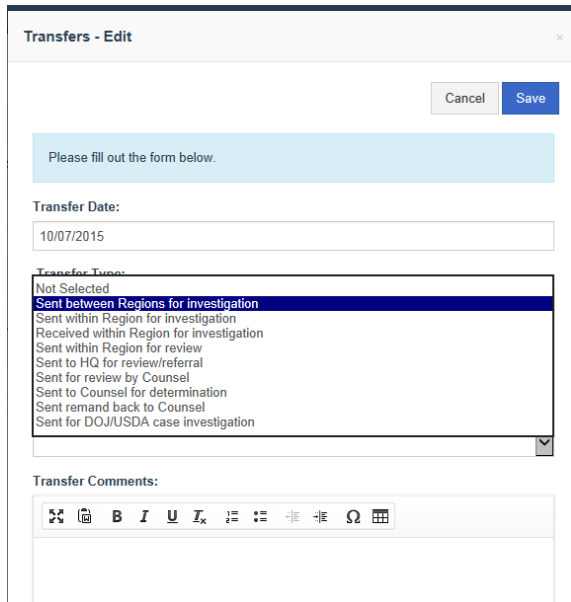 Transfers - Edit ×
Cancel Save
Please fill out the form below.
Transfer Date:
10/07/2015
Transfer Type:
Not Selected
Sent between Regions for investigation
Sent within Region for investigation
Received within Region for investigation
Sent within Region for review
Sent to HQ for review/referral
Sent for review by Counsel
Sent to Counsel for determination
Sent remand back to Counsel
Sent for DOJ/USDA case investigation
Transfer Comments:
B I U Ix Ω